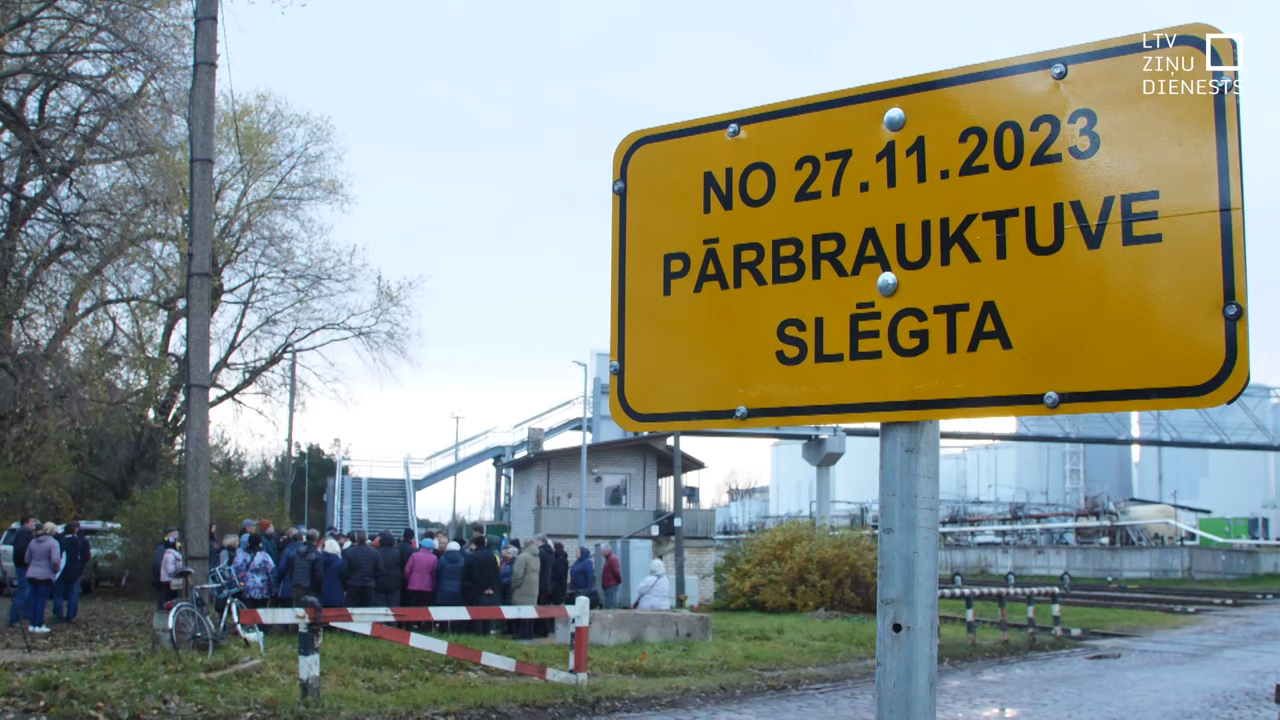 LTV
ZIŅU
DIENESTS
NO 27.11.2023
PĀRBRAUKTUVE
SLĒGTA